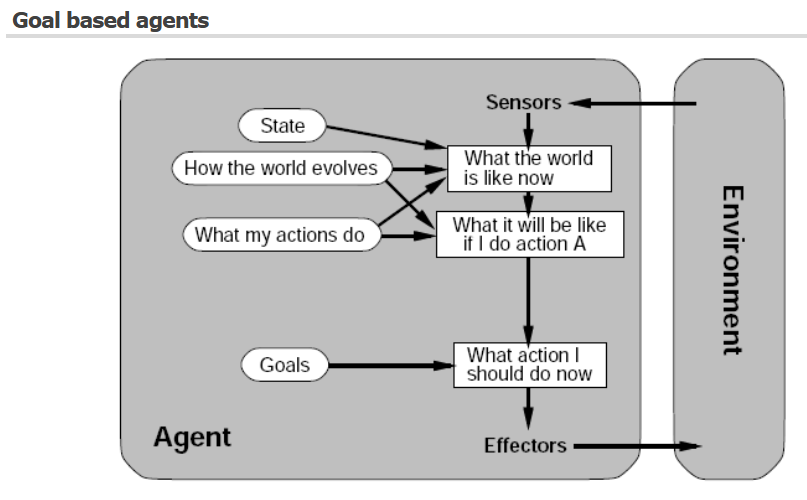 Goal based agents
Sensors
State
What the world
is like now
How the world evolves
What it will be like
if I do action A
What my actions do
Environment
Goals
What action I
should do now
Agent
Effectors